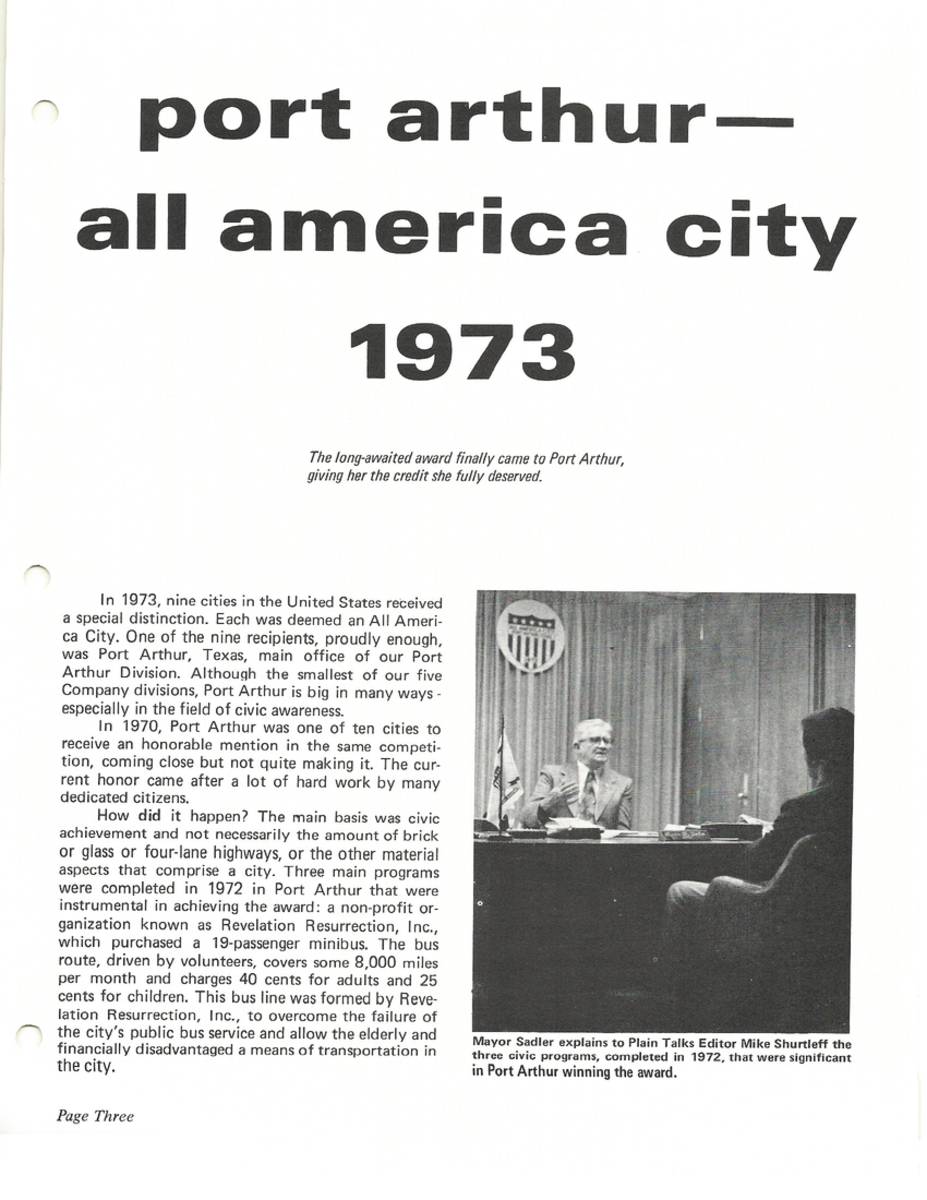 port arthur—
all america city
1973
The long-awaited award finally came to Port Arthur,
giving her the credit she fully deserved.
In 1973, nine cities in the United States received
a special distinction. Each was deemed an All Ameri-
ca City. One of the nine recipients, proudly enough,
was Port Arthur, Texas, main office of our Port
Arthur Division. Although the smallest of our five
Company divisions, Port Arthur is big in many ways -
especially in the field of civic awareness.
In 1970, Port Arthur was one of ten cities to
receive an honorable mention in the same competi-
tion, coming close but not quite making it. The cur-
rent honor came after a lot of hard work by many
dedicated citizens.
How did it happen? The main basis was civic
achievement and not necessarily the amount of brick
or glass or four-lane highways, or the other material
aspects that comprise a city. Three main programs
were completed in 1972 in Port Arthur that were
instrumental in achieving the award: a non-profit or-
ganization known as Revelation Resurrection, Inc.,
which purchased a 19-passenger minibus. The bus
route, driven by volunteers, covers some 8,000 miles
per month and charges 40 cents for adults and 25
cents for children. This bus line was formed by Reve-
lation Resurrection, Inc., to overcome the failure of
the city's public bus service and allow the elderly and
financially disadvantaged a means of transportation in
the city.
Mayor Sadler explains to Plain Talks Editor Mike Shurtleff the
three civic programs, completed in 1972, that were significant
in Port Arthur winning the award.
Page Three